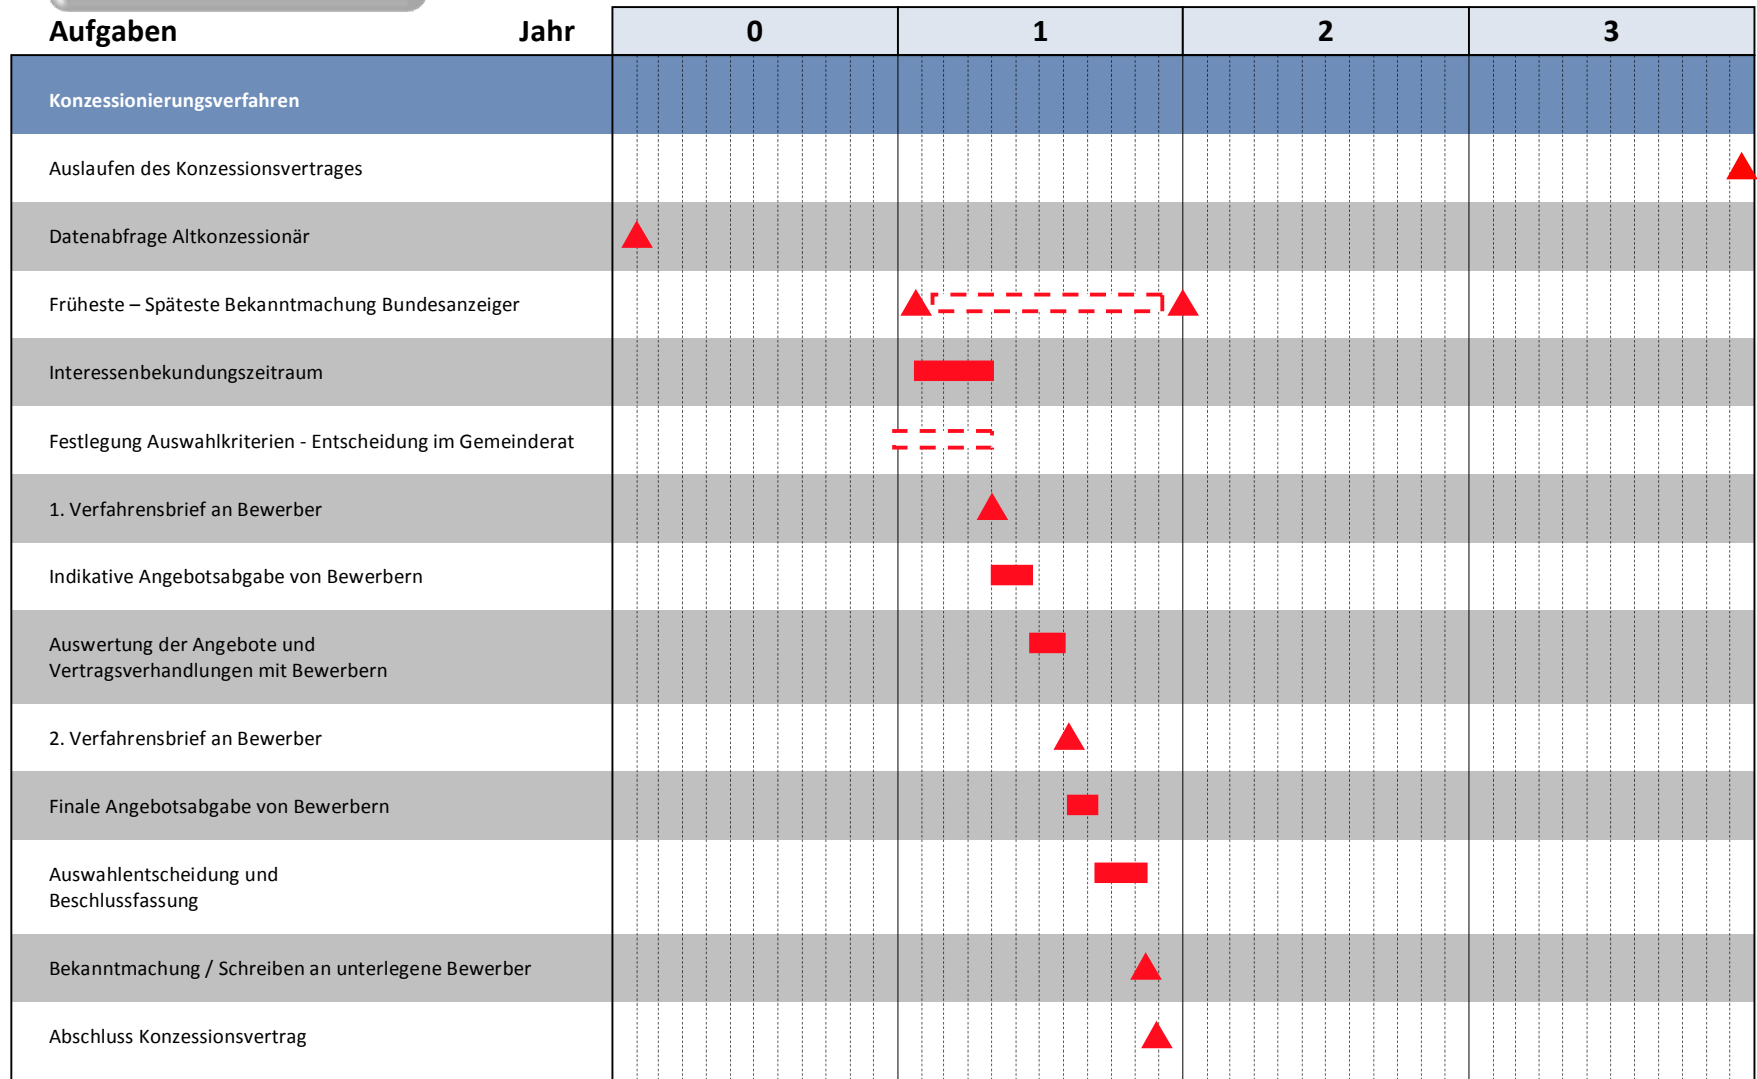 Aufgaben Jahr 0 1 2 3
Konzessionierungsverfahren
Auslaufen des Konzessionsvertrages
Datenabfrage Altkonzessionär
Früheste – Späteste Bekanntmachung Bundesanzeiger
Interessenbekundungszeitraum
Festlegung Auswahlkriterien - Entscheidung im Gemeinderat
1. Verfahrensbrief an Bewerber
Indikative Angebotsabgabe von Bewerbern
Auswertung der Angebote und
Vertragsverhandlungen mit Bewerbern
2. Verfahrensbrief an Bewerber
Finale Angebotsabgabe von Bewerbern
Auswahlentscheidung und
Beschlussfassung
Bekanntmachung / Schreiben an unterlegene Bewerber
Abschluss Konzessionsvertrag